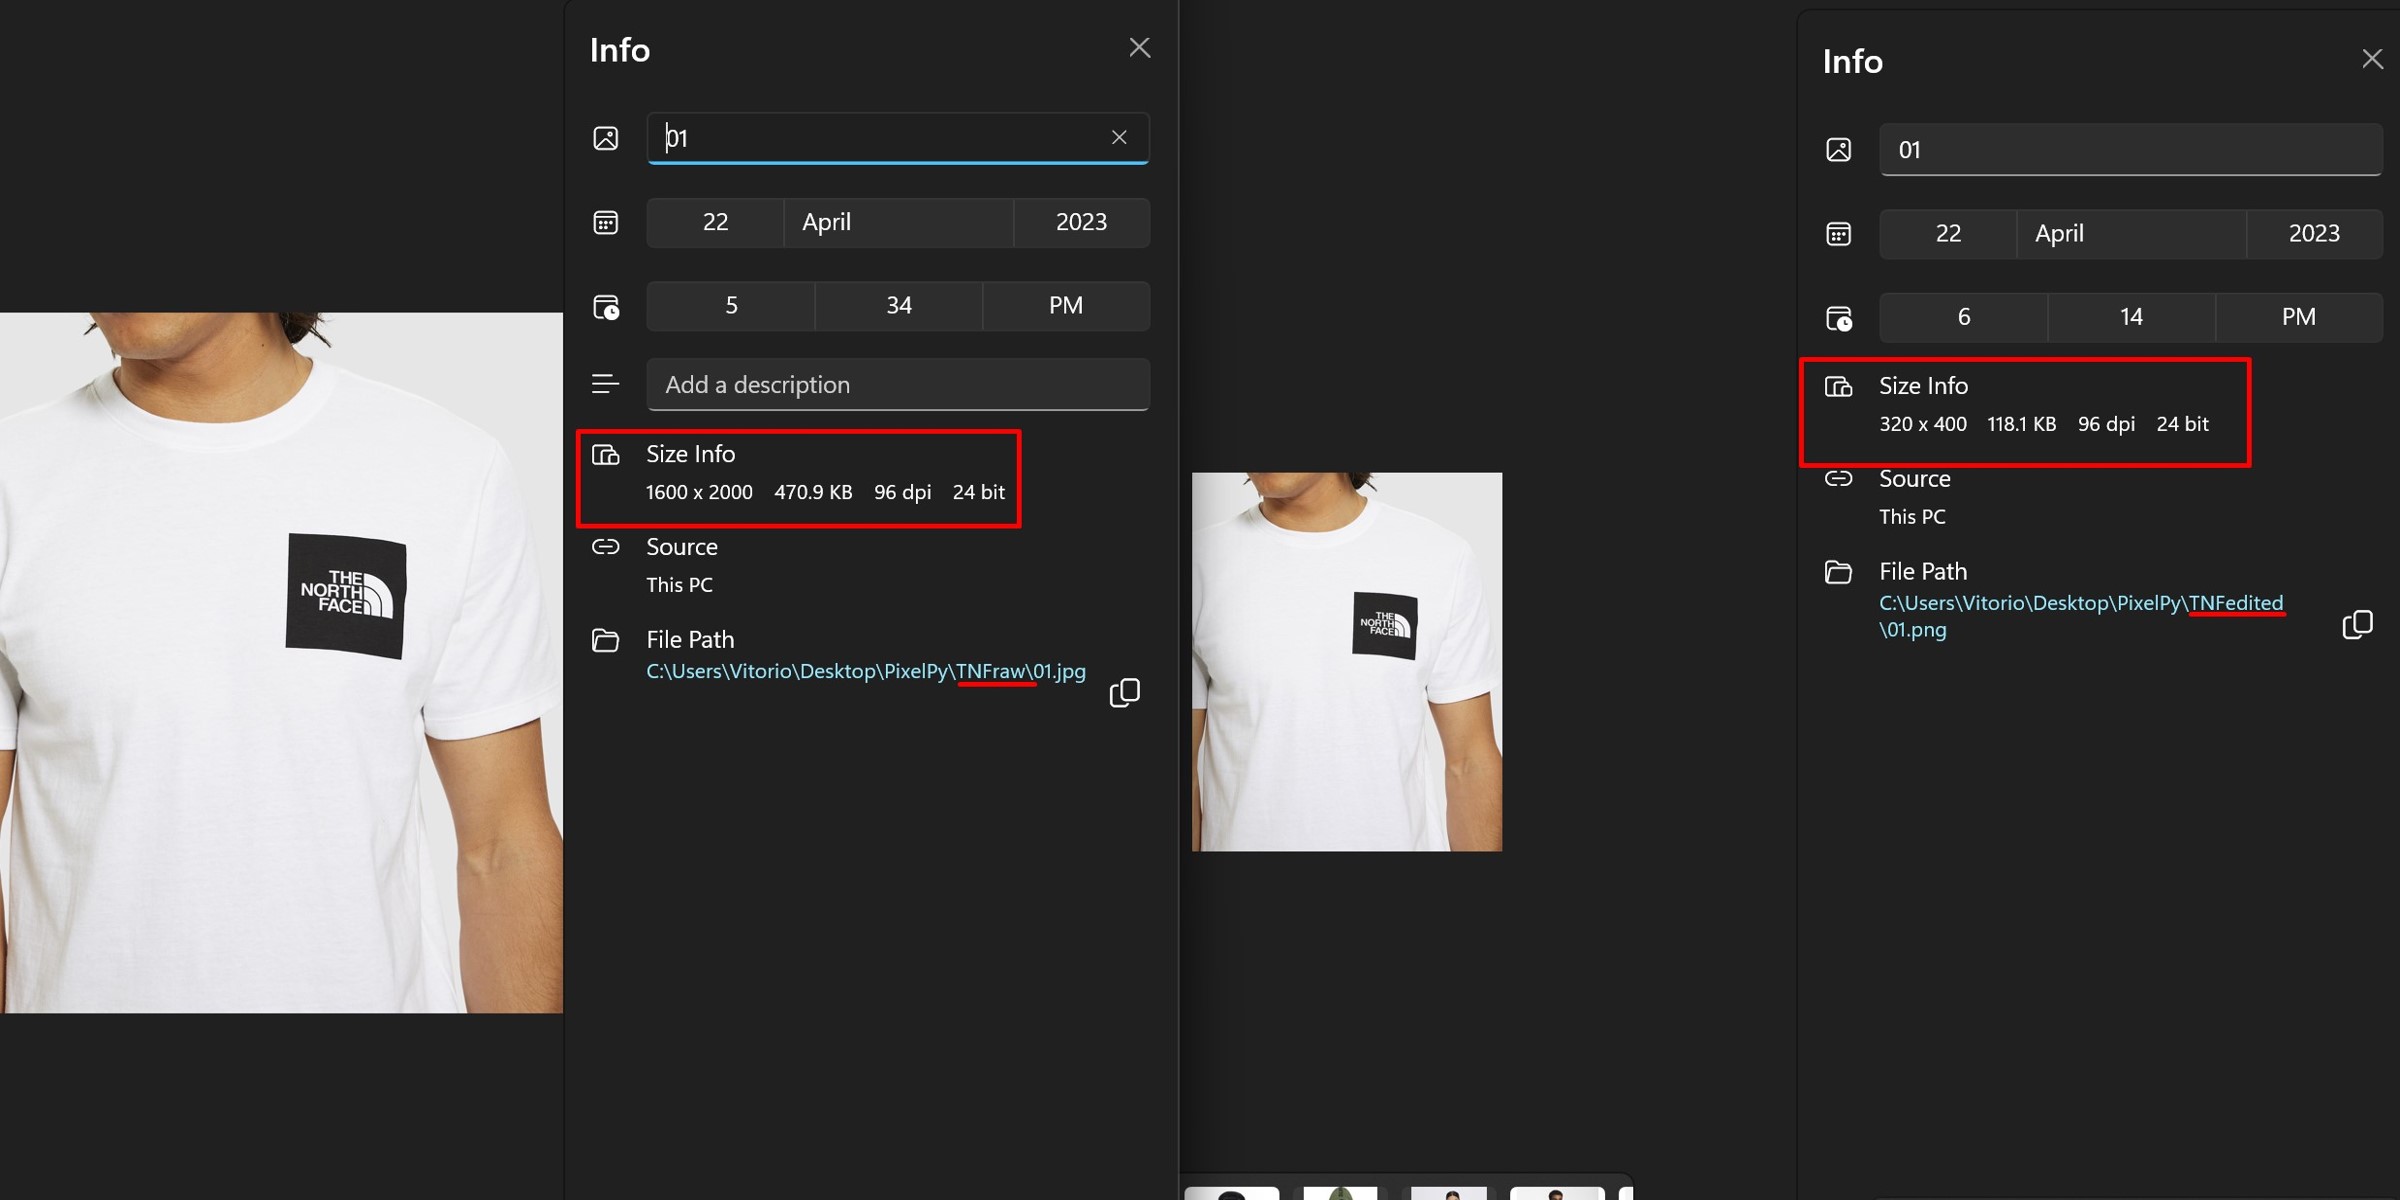 Info
01
22 April 2023
5 34 PM
Add a description
Size Info
1600 x 2000 470.9 KB 96 dpi 24 bit
Source
This PC
File Path
C:\Users\Vitorio\Desktop\PixelPy\TNFraw\01.jpg
THE
NORTH
FACE
Info
01
22 April 2023
6 14 PM
Size Info
320 x 400 118.1 KB 96 dpi 24 bit
Source
This PC
File Path
C:\Users\Vitorio\Desktop\PixelPy\TNFedited
\01.png
THE
NORTH
FACE